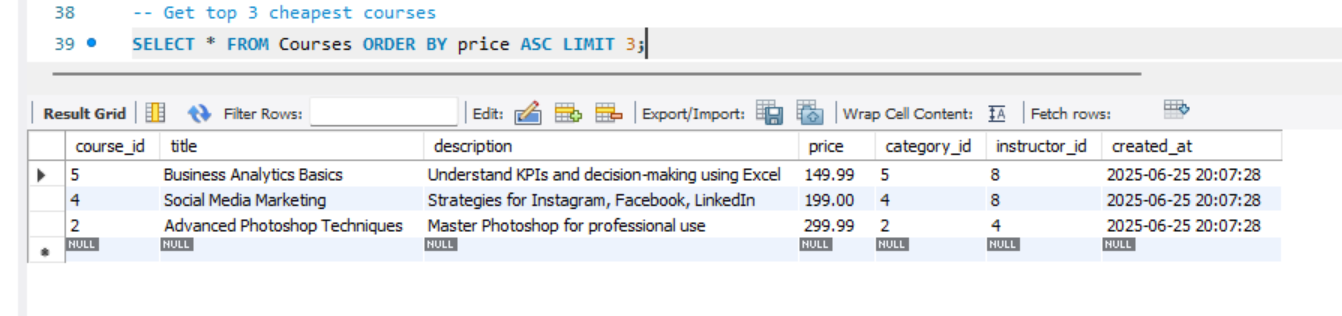 38 -- Get top 3 cheapest courses
39 SELECT * FROM Courses ORDER BY price ASC LIMIT 3;
Result Grid Filter Rows: Edit: Export/Import: Wrap Cell Content: Fetch rows:
course_id title description price category_id instructor_id created_at
5 Business Analytics Basics Understand KPIs and decision-making using Excel 149.99 5 8 2025-06-25 20:07:28
4 Social Media Marketing Strategies for Instagram, Facebook, LinkedIn 199.00 4 8 2025-06-25 20:07:28
2 Advanced Photoshop Techniques Master Photoshop for professional use 299.99 2 4 2025-06-25 20:07:28
NULL NULL NULL NULL NULL NULL NULL